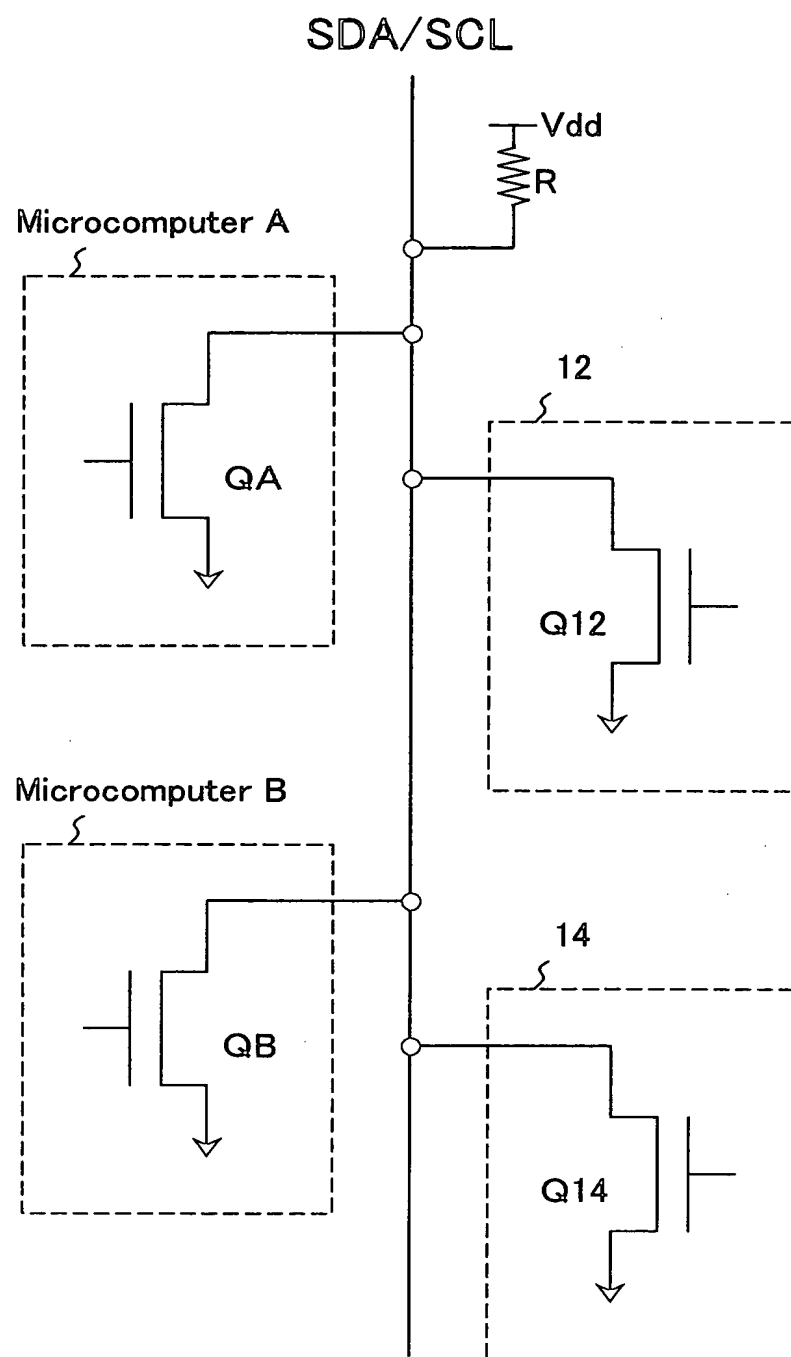 SDA/SCL
Vdd
R
Microcomputer A
QA
12
Q12
Microcomputer B
QB
14
Q14